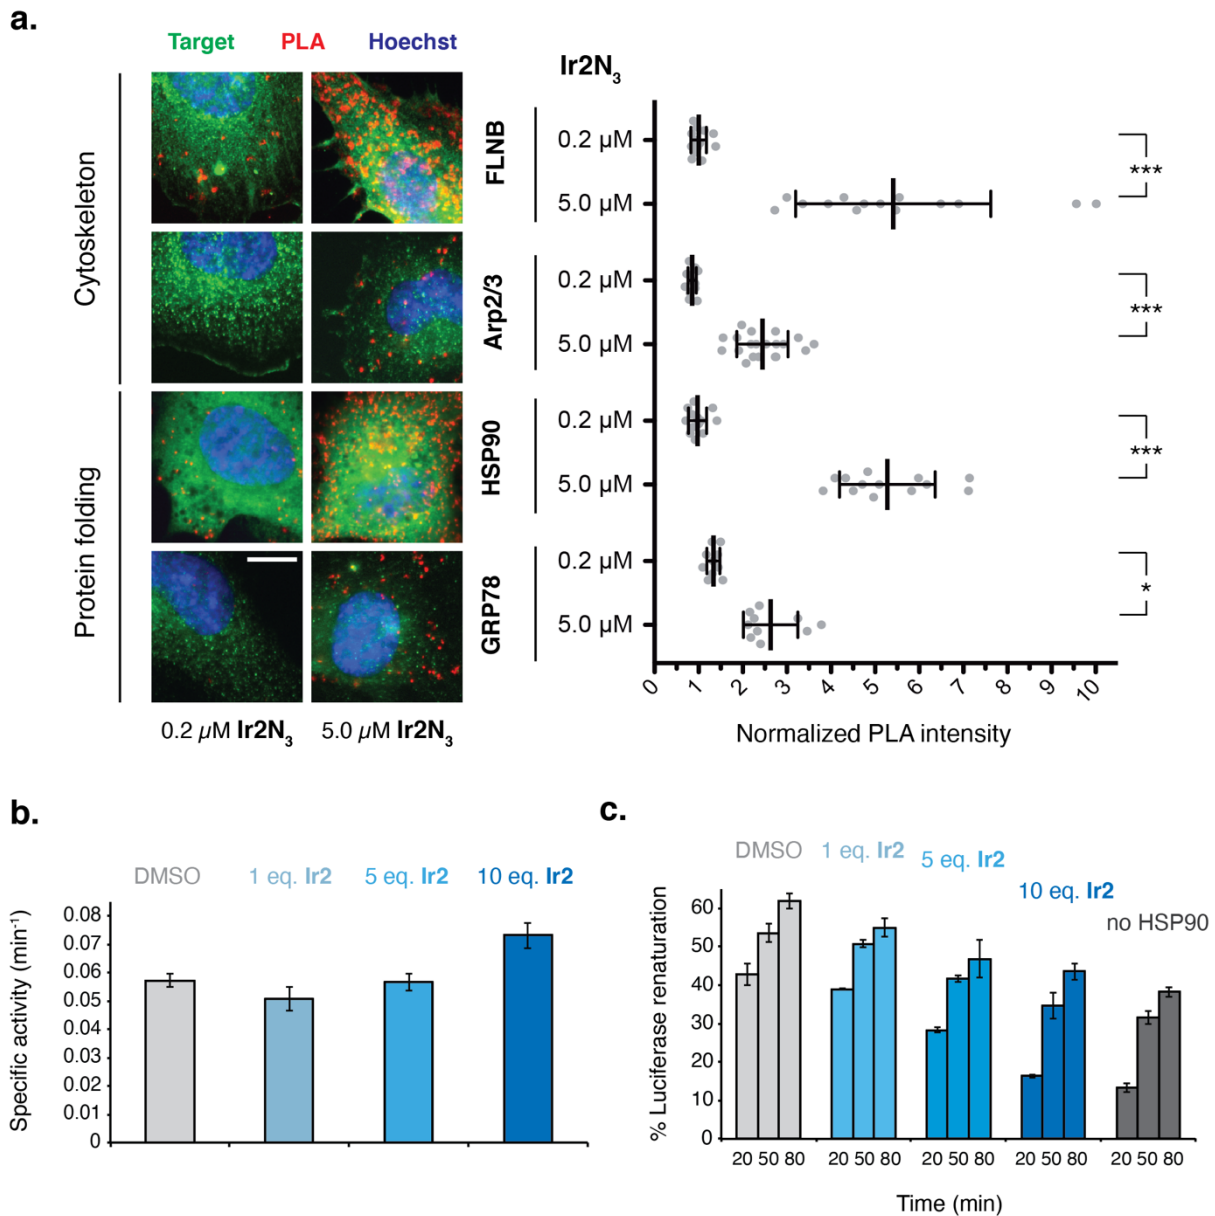 a.
Target PLA Hoechst
Ir2N3
Cytoskeleton
Protein folding
FLNB
0.2 µM
5.0 µM
***
Arp2/3
0.2 µM
5.0 µM
***
HSP90
0.2 µM
5.0 µM
***
GRP78
0.2 µM
5.0 µM
*
0 1 2 3 4 5 6 7 8 9 10
Normalized PLA intensity
0.2 µM Ir2N3 5.0 µM Ir2N3
b.
DMSO 1 eq. Ir2 5 eq. Ir2 10 eq. Ir2
Specific activity (min⁻¹)
0.08
0.07
0.06
0.05
0.04
0.03
0.02
0.01
0
c.
DMSO 1 eq. Ir2 5 eq. Ir2 10 eq. Ir2 no HSP90
% Luciferase renaturation
60
50
40
30
20
10
0
20 50 80 20 50 80 20 50 80 20 50 80 20 50 80
Time (min)